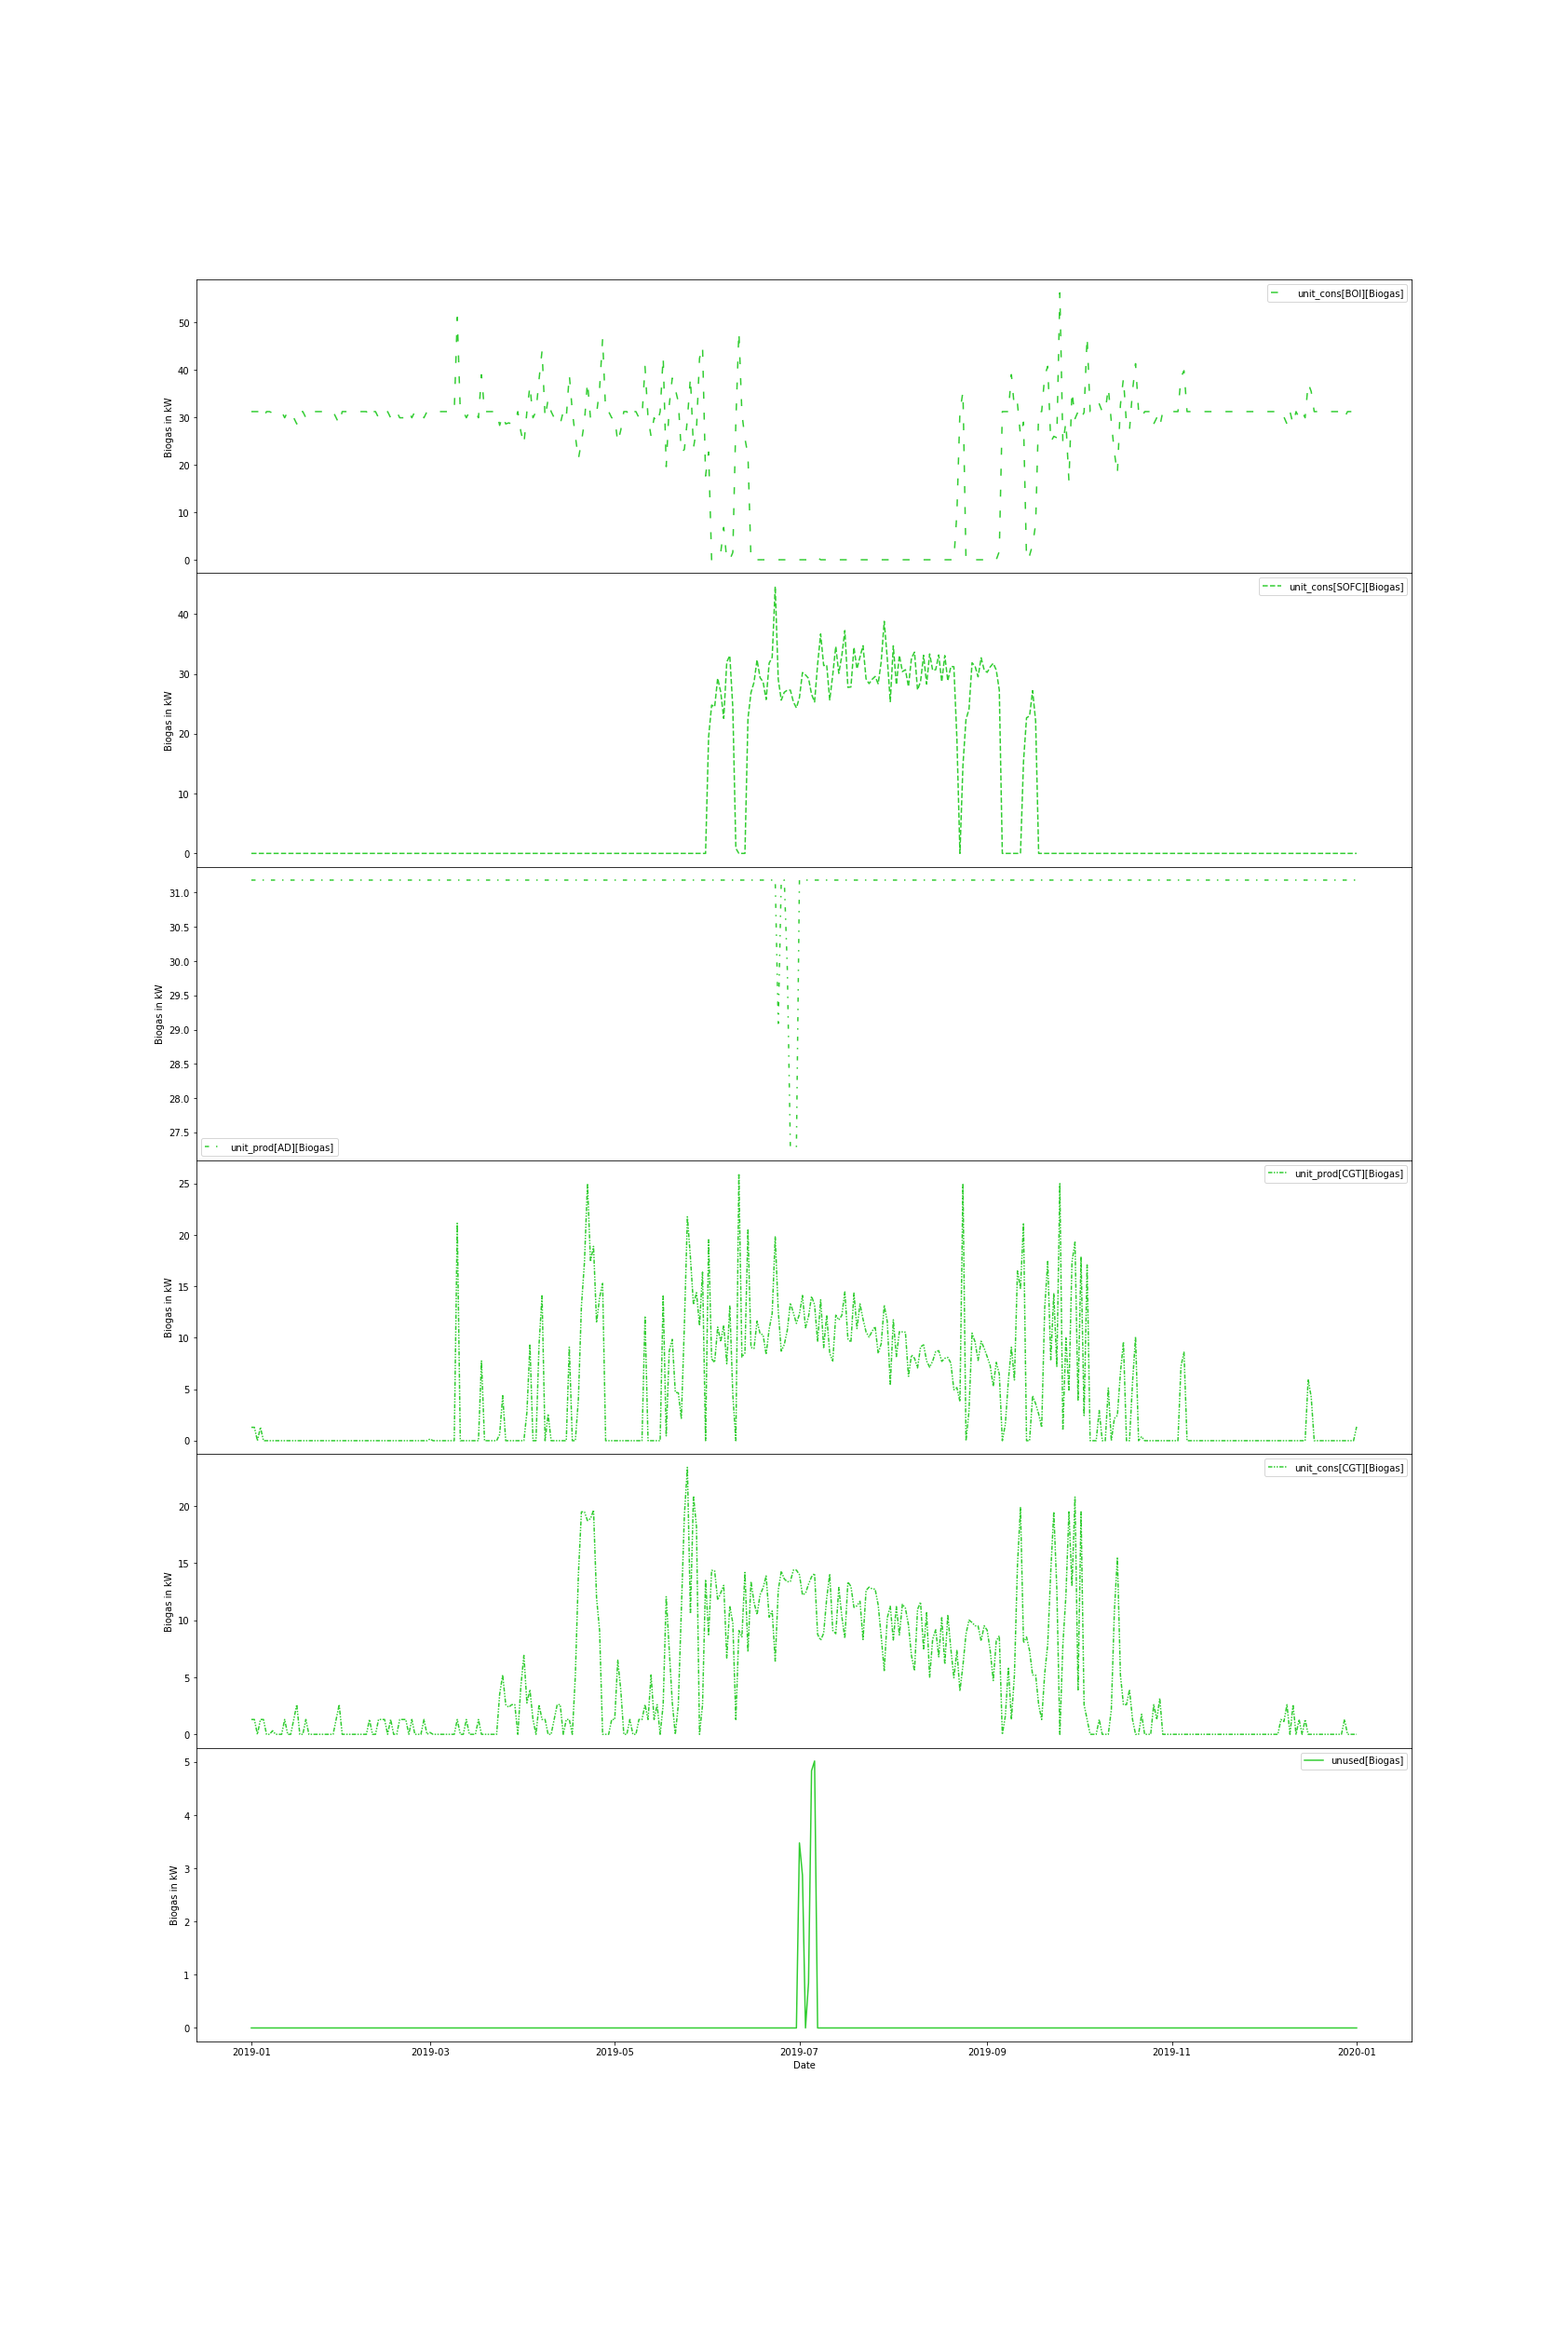 unit_cons[BOI][Biogas]
50
40
30
20
10
0
Biogas in kW
unit_cons[SOFC][Biogas]
40
30
20
10
0
Biogas in kW
31.0
30.5
30.0
29.5
29.0
28.5
28.0
27.5
Biogas in kW
unit_prod[AD][Biogas]
unit_prod[CGT][Biogas]
25
20
15
10
5
0
Biogas in kW
unit_cons[CGT][Biogas]
20
15
10
5
0
Biogas in kW
unused[Biogas]
5
4
3
2
1
0
Biogas in kW
2019-01 2019-03 2019-05 2019-07 2019-09 2019-11 2020-01
Date